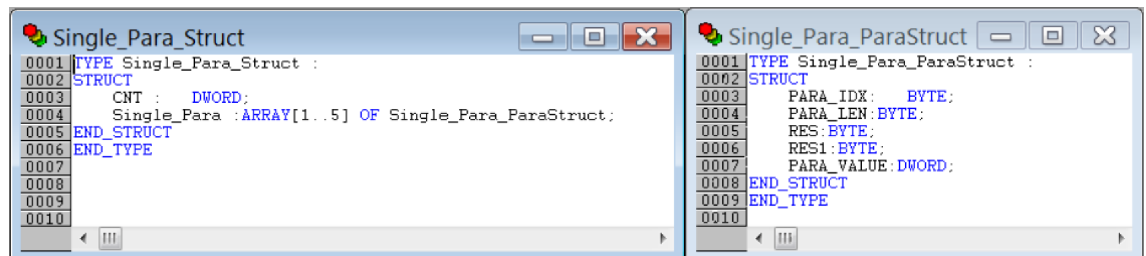 Single_Para_Struct
0001 TYPE Single_Para_Struct :
0002 STRUCT
0003 CNT : DWORD;
0004 Single_Para :ARRAY[1..5] OF Single_Para_ParaStruct;
0005 END_STRUCT
0006 END_TYPE
0007
0008
0009
0010
Single_Para_ParaStruct
0001 TYPE Single_Para_ParaStruct :
0002 STRUCT
0003 PARA_IDX: BYTE;
0004 PARA_LEN:BYTE;
0005 RES:BYTE;
0006 RES1:BYTE;
0007 PARA_VALUE:DWORD;
0008 END_STRUCT
0009 END_TYPE
0010